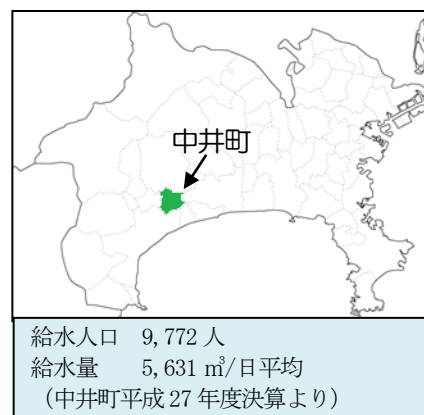 中井町
給水人口 9,772 人
給水量 5,631 ㎥/日平均
（中井町平成 27 年度決算より）